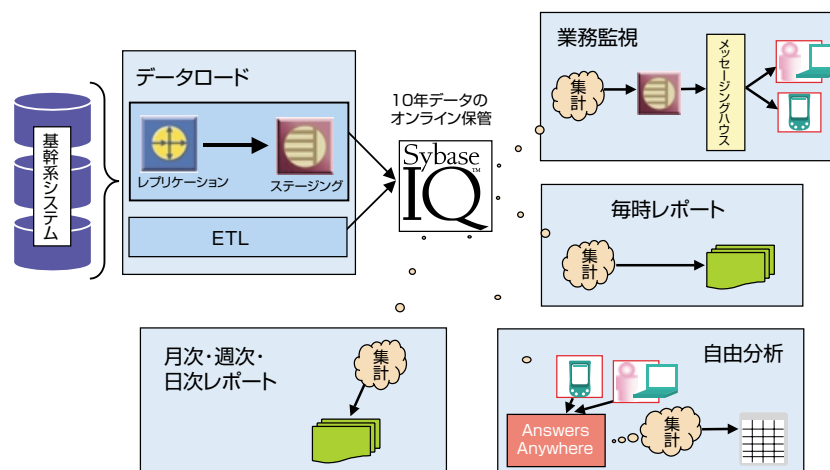 基幹系システム
データロード
レプリケーション
ステージング
ETL
10年データの
オンライン保管
Sybase
IQ™
業務監視
集計
メッセージングハウス
毎時レポート
集計
月次・週次・
日次レポート
集計
自由分析
Answers
Anywhere
集計